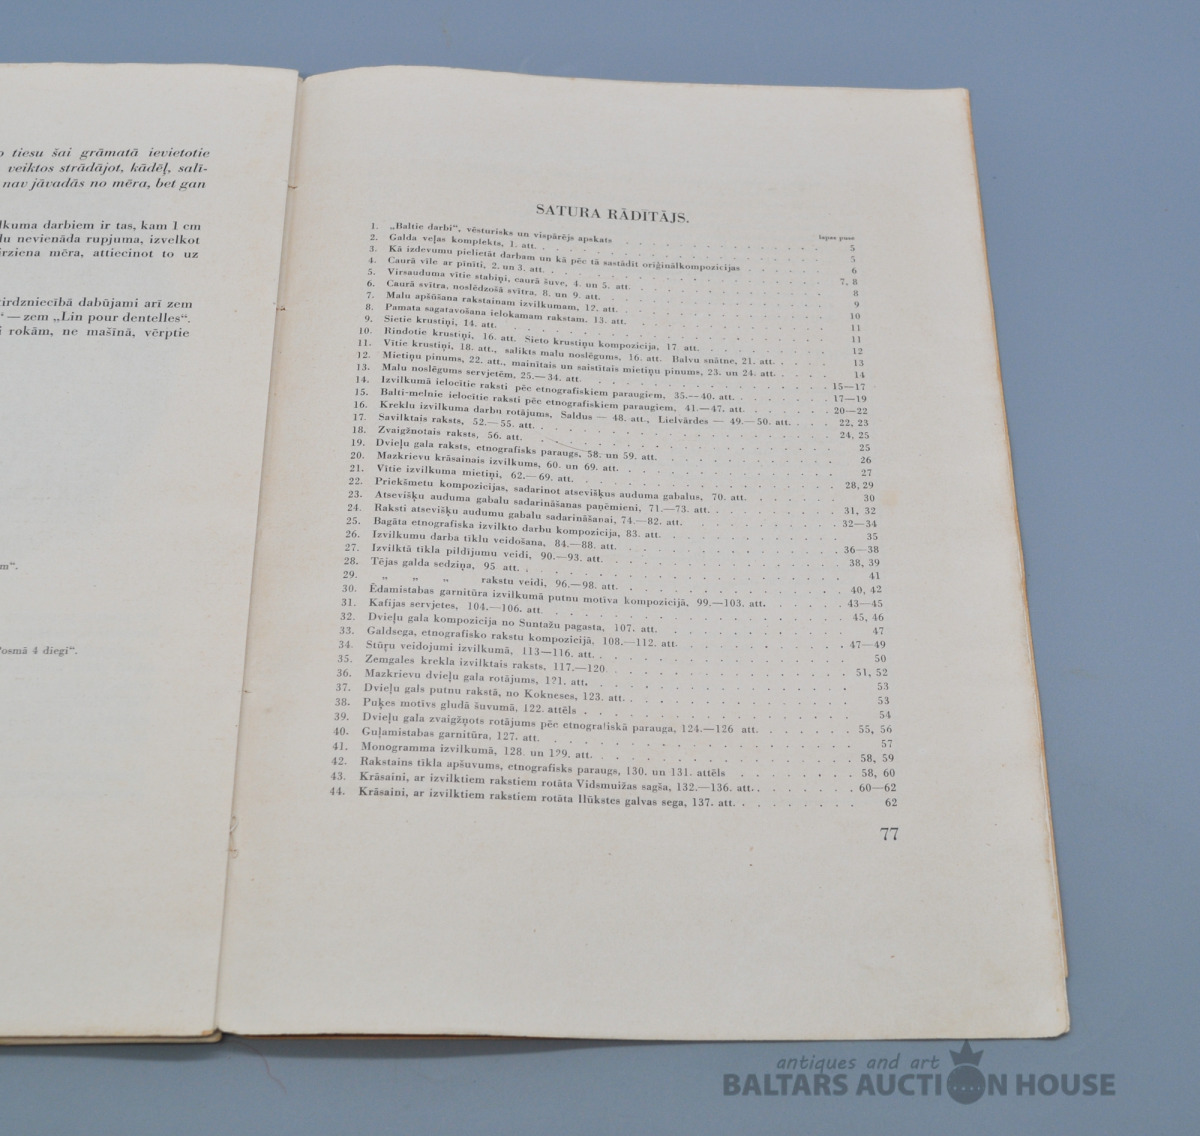 tiesu šai grāmatā ievietotie
veiktos strādājot, kādēļ, salī-
nav jāvadās no mēra, bet gan
darbiem ir tas, kam 1 cm
nevienāda rupjuma, izvelkot
mēra, attiecinot to uz
dabūjami arī zem
— zem „Lin pour dentelles“.
rokām, ne mašīnā, vērptie
4 diegi“.
SATURA RĀDĪTĀJS.
lapas puse
1. „Baltie darbi“, vēsturisks un vispārējs apskats 5
2. Galda veļas komplekts, 1. att. 5
3. Kā izdevumu pielietāt darbam un kā pēc tā sastādīt oriģinālkompozicijas 6
4. Caurā vīle ar pinīti, 2. un 3. att. 7, 8
5. Virsauduma vītie stabiņi, caurā šuve, 4. un 5. att. 8
6. Caurā svītra, noslēdzošā svītra, 8. un 9. att. 9
7. Malu apšūšana rakstainam izvilkumam, 12. att. 10
8. Pamata sagatavošana ielokamam rakstam. 13. att. 11
9. Sietie krustiņi, 14. att. 11
10. Rindotie krustiņi, 16. att. Sieto krustiņu kompozicija, 17. att. 12
11. Vītie krustiņi, 18. att., salikts malu noslēgums, 16. att. Balvu snātne, 21. att. 13
12. Mietiņu pinums, 22. att., mainītais un saistītais mietiņu pinums, 23. un 24. att. 14
13. Malu noslēgums servjetēm, 25.—34. att. 15—17
14. Izvilkumā ielocītie raksti pēc etnografiskiem paraugiem, 35.—40. att. 17—19
15. Balti-melnie ielocītie raksti pēc etnografiskiem paraugiem, 41.—47. att. 20—22
16. Kreklu izvilkuma darbu rotājums, Saldus — 48. att., Lielvārdes — 49.—50. att. 22, 23
17. Savilktais raksts, 52.—55. att. 24, 25
18. Zvaigžņotais raksts, 56. att. 25
19. Dvieļu gala raksts, etnografisks paraugs, 58. un 59. att. 26
20. Mazkrievu krāsainais izvilkums, 60. un 69. att. 27
21. Vītie izvilkuma mietiņi, 62.—69. att. 28, 29
22. Priekšmetu kompozicijas, sadarinot atsevišķus auduma gabalus, 70. att. 30
23. Atsevišķu auduma gabalu sadarināšanas paņēmieni, 71.—73. att. 31, 32
24. Raksti atsevišķu audumu gabalu sadarināšanai, 74.—82. att. 32—34
25. Bagāta etnografiska izvilkto darbu kompozicija, 83. att. 35
26. Izvilkumu darba tīklu veidošana, 84.—88. att. 36—38
27. Izvilktā tīkla pildījumu veidi, 90.—93. att. 38, 39
28. Tējas galda sedziņa, 95 att. 41
29. „ „ „ rakstu veidi, 96.—98. att. 40, 42
30. Ēdamistabas garnitūra izvilkumā putnu motīva kompozicijā, 99.—103. att. 43—45
31. Kafijas servjetes, 104.—106. att. 45, 46
32. Dvieļu gala kompozicija no Suntažu pagasta, 107. att. 47
33. Galdsega, etnografisko rakstu kompozicijā, 108.—112. att. 47—49
34. Stūŗu veidojumi izvilkumā, 113—116. att. 50
35. Zemgales krekla izvilktais raksts, 117.—120 51, 52
36. Mazkrievu dvieļu gala rotājums, 121. att. 53
37. Dvieļu gals putnu rakstā, no Kokneses, 123. att. 53
38. Puķes motīvs gludā šuvumā, 122. attēls 54
39. Dvieļu gala zvaigžņots rotājums pēc etnografiskā parauga, 124.—126 att. 55, 56
40. Guļamistabas garnitūra, 127. att. 57
41. Monogramma izvilkumā, 128. un 129. att. 58, 59
42. Rakstains tīkla apšuvums, etnografisks paraugs, 130. un 131. attēls 58, 60
43. Krāsaini, ar izvilktiem rakstiem rotāta Vidsmuižas sagša, 132.—136. att. 60—62
44. Krāsaini, ar izvilktiem rakstiem rotāta Ilūkstes galvas sega, 137. att. 62
77
antiques and art
BALTARS AUCTION HOUSE